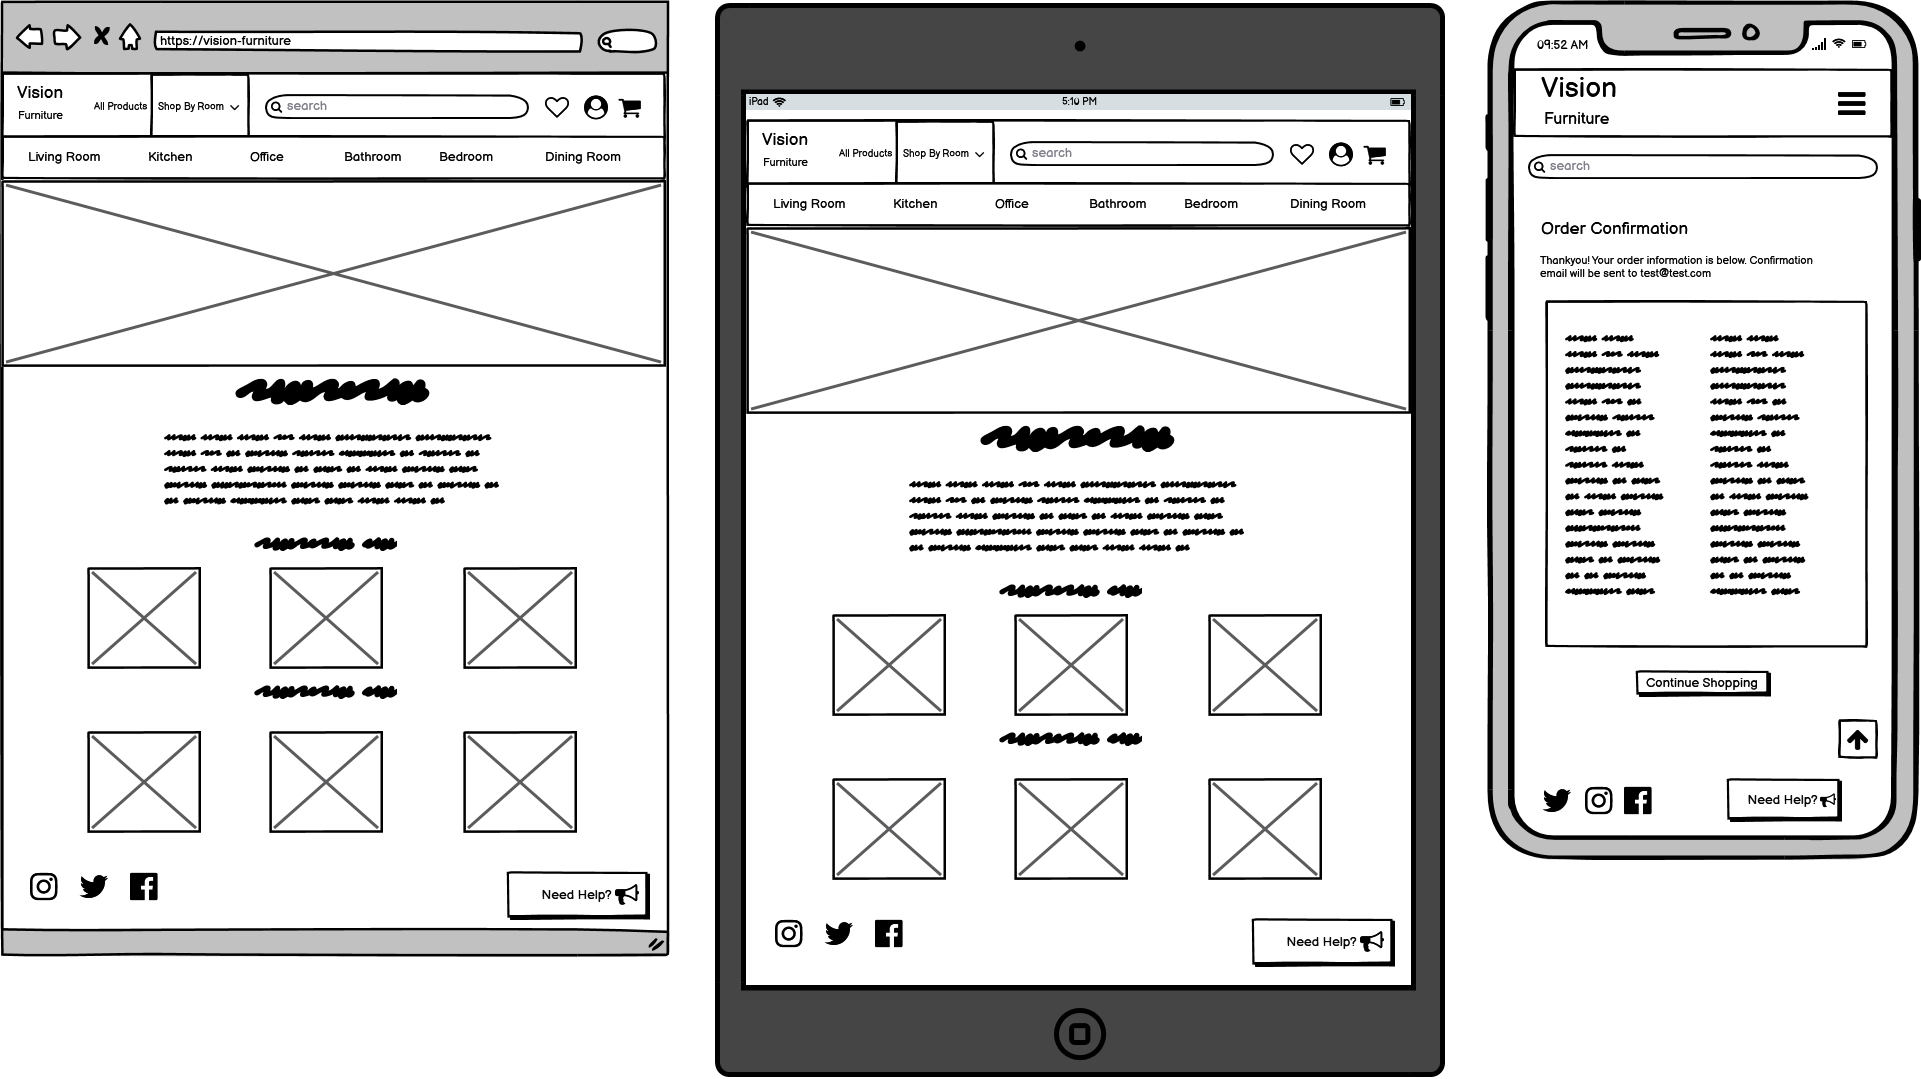 https://vision-furniture
Vision
Furniture
All Products
Shop By Room
search
Living Room Kitchen Office Bathroom Bedroom Dining Room
Need Help?
iPad
5:10 PM
Vision
Furniture
All Products
Shop By Room
search
Living Room Kitchen Office Bathroom Bedroom Dining Room
Need Help?
09:52 AM
Vision
Furniture
search
Order Confirmation
Thankyou! Your order information is below. Confirmation
email will be sent to test@test.com
Continue Shopping
Need Help?